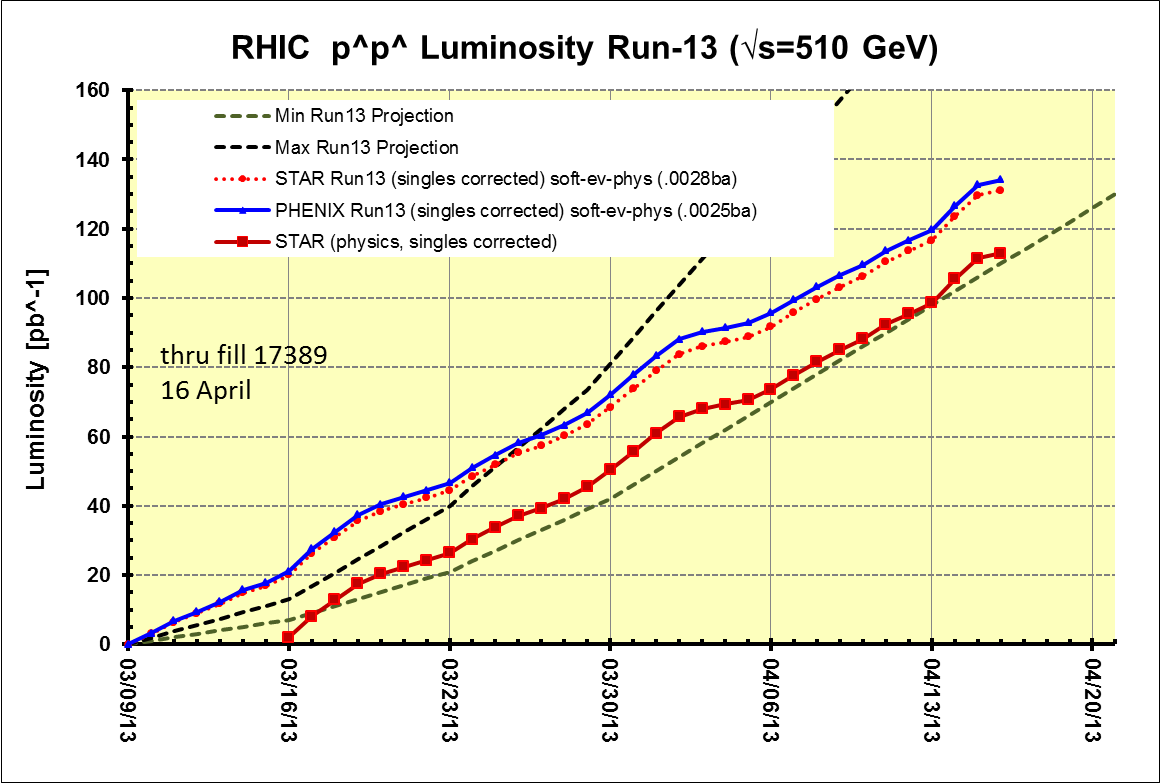 RHIC p^p^ Luminosity Run-13 (√s=510 GeV)
Luminosity [pb^-1]
160
140
120
100
80
60
40
20
0
Min Run13 Projection
Max Run13 Projection
STAR Run13 (singles corrected) soft-ev-phys (.0028ba)
PHENIX Run13 (singles corrected) soft-ev-phys (.0025ba)
STAR (physics, singles corrected)
thru fill 17389
16 April
03/09/13
03/16/13
03/23/13
03/30/13
04/06/13
04/13/13
04/20/13